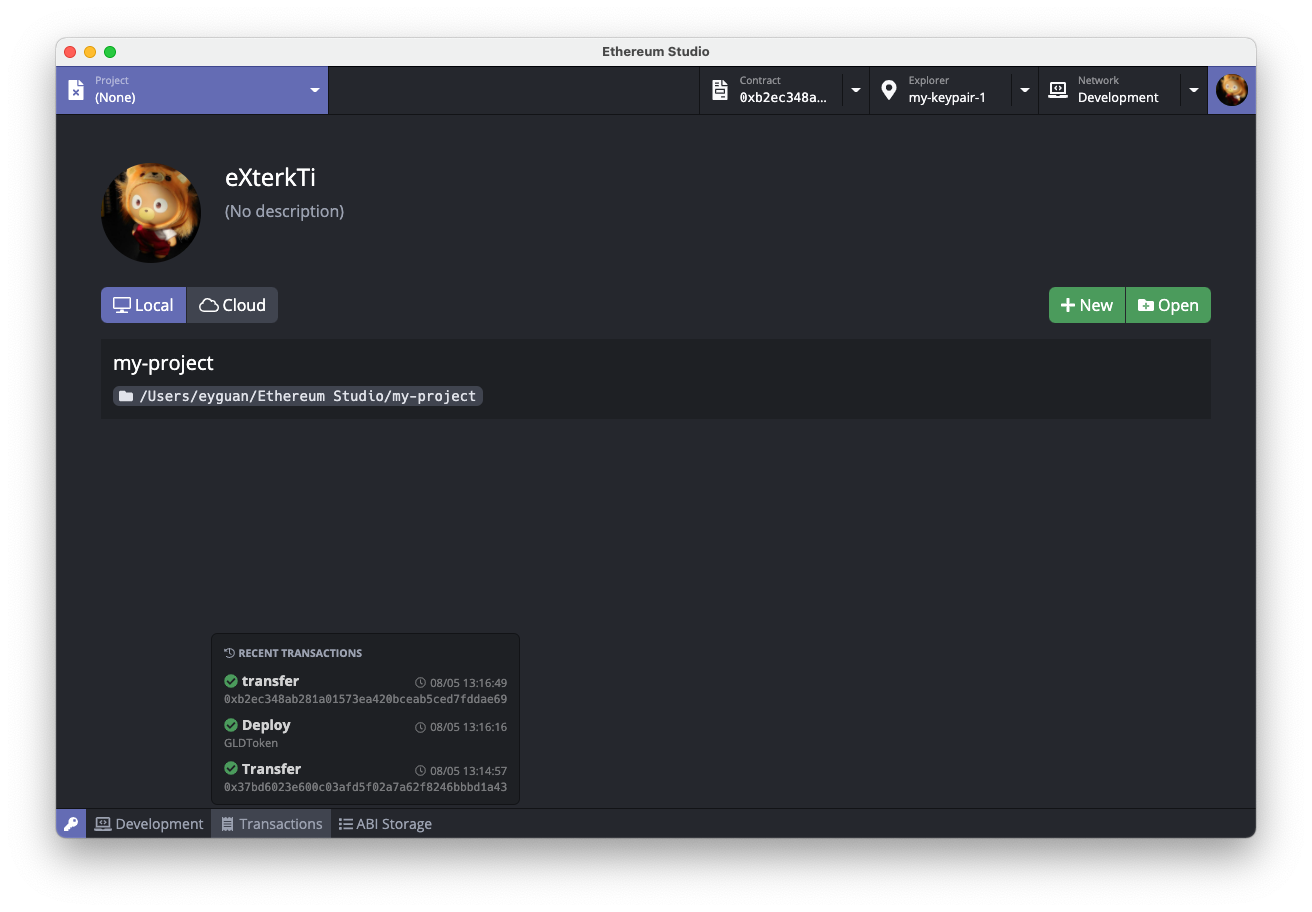 Ethereum Studio
Project
(None)
Contract
0xb2ec348a...
Explorer
my-keypair-1
Network
Development
eXterkTi
(No description)
Local
Cloud
New
Open
my-project
/Users/eyguan/Ethereum Studio/my-project
RECENT TRANSACTIONS
transfer 08/05 13:16:49
0xb2ec348ab281a01573ea420bceab5ced7fddae69
Deploy 08/05 13:16:16
GLDToken
Transfer 08/05 13:14:57
0x37bd6023e600c03afd5f02a7a62f8246bbbd1a43
Development
Transactions
ABI Storage